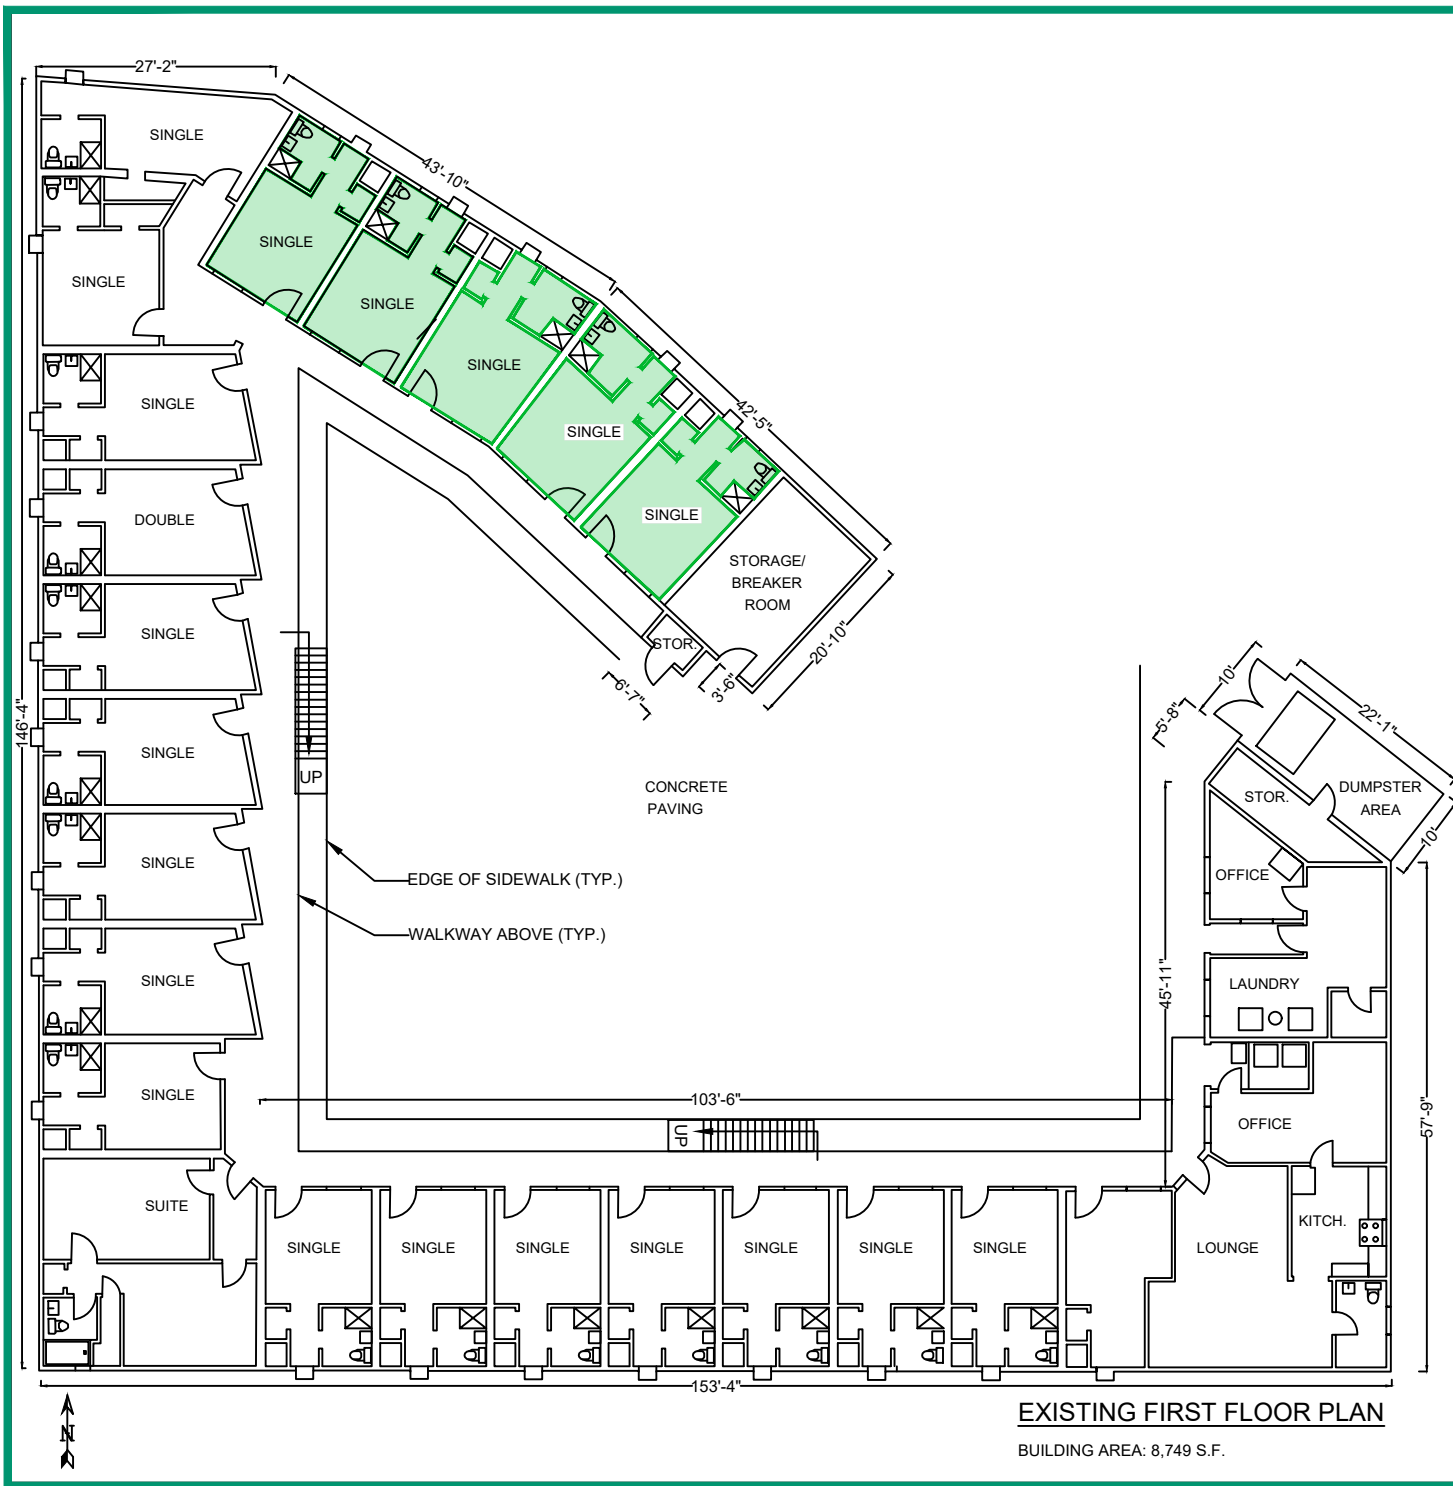 27'-2"
SINGLE
43'-10"
SINGLE
SINGLE
SINGLE
SINGLE
SINGLE
42'-5"
SINGLE
SINGLE
DOUBLE
SINGLE
STORAGE/
BREAKER
ROOM
SINGLE
STOR.
20'-10"
6'-7"
3'-6"
10'
5'-8"
22'-1"
146'-4"
SINGLE
UP
CONCRETE
PAVING
STOR.
DUMPSTER
AREA
10'
SINGLE
EDGE OF SIDEWALK (TYP.)
OFFICE
WALKWAY ABOVE (TYP.)
SINGLE
45'-11"
LAUNDRY
SINGLE
103'-6"
UP
OFFICE
57'-9"
SUITE
KITCH.
SINGLE
SINGLE
SINGLE
SINGLE
SINGLE
SINGLE
SINGLE
LOUNGE
153'-4"
N
EXISTING FIRST FLOOR PLAN
BUILDING AREA: 8,749 S.F.